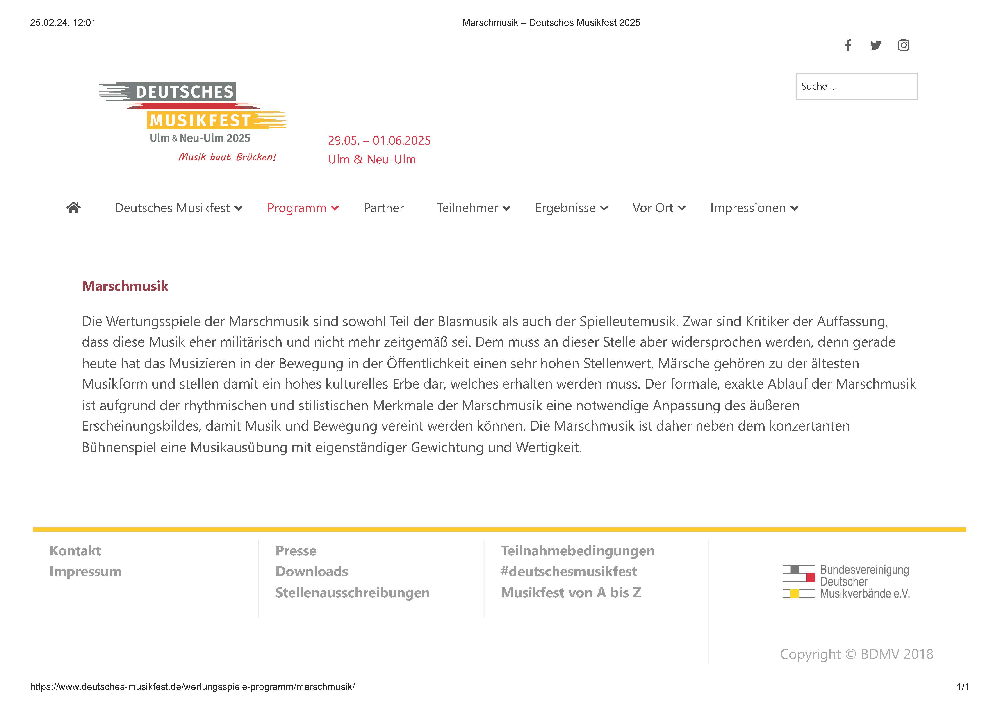 25.02.24, 12:01
Marschmusik – Deutsches Musikfest 2025
Suche ...
DEUTSCHES
MUSIKFEST
Ulm & Neu-Ulm 2025
Musik baut Brücken!
29.05. – 01.06.2025
Ulm & Neu-Ulm
Deutsches Musikfest
Programm
Partner
Teilnehmer
Ergebnisse
Vor Ort
Impressionen
Marschmusik
Die Wertungsspiele der Marschmusik sind sowohl Teil der Blasmusik als auch der Spielleutemusik. Zwar sind Kritiker der Auffassung,
dass diese Musik eher militärisch und nicht mehr zeitgemäß sei. Dem muss an dieser Stelle aber widersprochen werden, denn gerade
heute hat das Musizieren in der Bewegung in der Öffentlichkeit einen sehr hohen Stellenwert. Märsche gehören zu der ältesten
Musikform und stellen damit ein hohes kulturelles Erbe dar, welches erhalten werden muss. Der formale, exakte Ablauf der Marschmusik
ist aufgrund der rhythmischen und stilistischen Merkmale der Marschmusik eine notwendige Anpassung des äußeren
Erscheinungsbildes, damit Musik und Bewegung vereint werden können. Die Marschmusik ist daher neben dem konzertanten
Bühnenspiel eine Musikausübung mit eigenständiger Gewichtung und Wertigkeit.
Kontakt
Impressum
Presse
Downloads
Stellenausschreibungen
Teilnahmebedingungen
#deutschesmusikfest
Musikfest von A bis Z
Bundesvereinigung
Deutscher
Musikverbände e.V.
Copyright © BDMV 2018
https://www.deutsches-musikfest.de/wertungsspiele-programm/marschmusik/
1/1